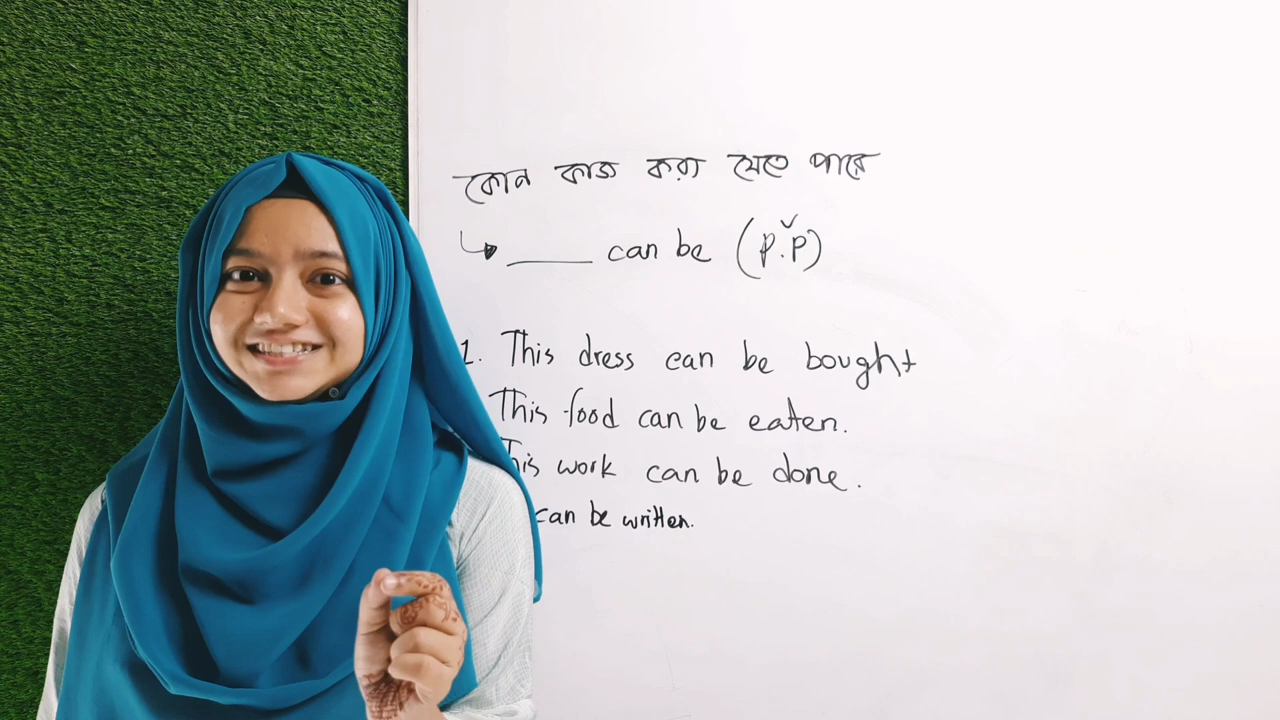 কোন কাজ করা যেতে পারে
↳ ____ can be (p.p)
1. This dress can be bought
This food can be eaten.
work can be done.
can be written.